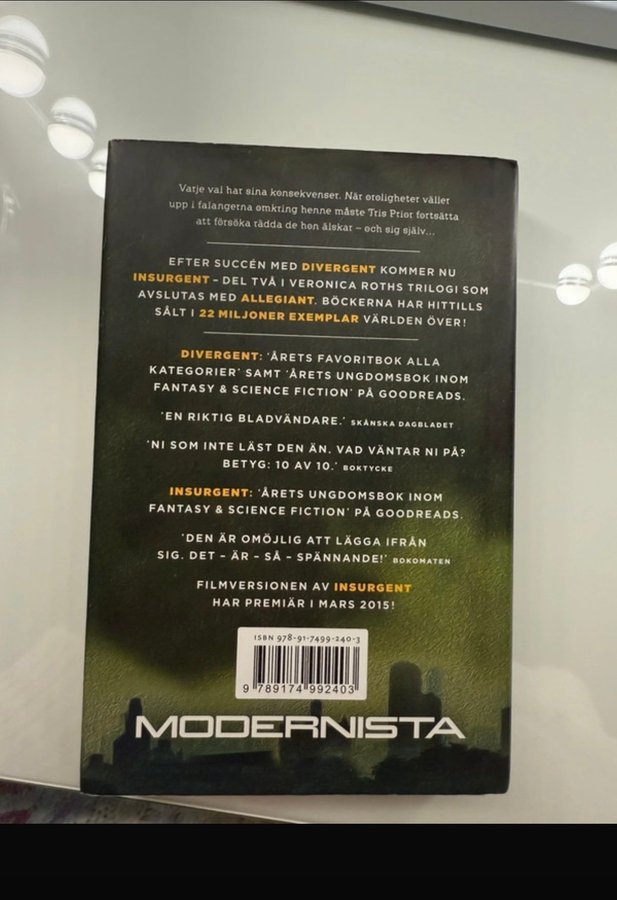 Varje val har sina konsekvenser. När oroligheter väller
upp i falangerna omkring henne måste Tris Prior fortsätta
att försöka rädda de hon älskar – och sig själv...
EFTER SUCCÉN MED DIVERGENT KOMMER NU
INSURGENT – DEL TVÅ I VERONICA ROTHS TRILOGI SOM
AVSLUTAS MED ALLEGIANT. BÖCKERNA HAR HITTILLS
SÅLT I 22 MILJONER EXEMPLAR VÄRLDEN ÖVER!
DIVERGENT: 'ÅRETS FAVORITBOK ALLA
KATEGORIER' SAMT 'ÅRETS UNGDOMSBOK INOM
FANTASY & SCIENCE FICTION' PÅ GOODREADS.
'EN RIKTIG BLADVÄNDARE.' SKÅNSKA DAGBLADET
'NI SOM INTE LÄST DEN ÄN. VAD VÄNTAR NI PÅ?
BETYG: 10 AV 10.' BOKTYCKE
INSURGENT: 'ÅRETS UNGDOMSBOK INOM
FANTASY & SCIENCE FICTION' PÅ GOODREADS.
'DEN ÄR OMÖJLIG ATT LÄGGA IFRÅN
SIG. DET – ÄR – SÅ – SPÄNNANDE!' BOKOMATEN
FILMVERSIONEN AV INSURGENT
HAR PREMIÄR I MARS 2015!
ISBN 978-91-7499-240-3
9 789174 992403
MODERNISTA